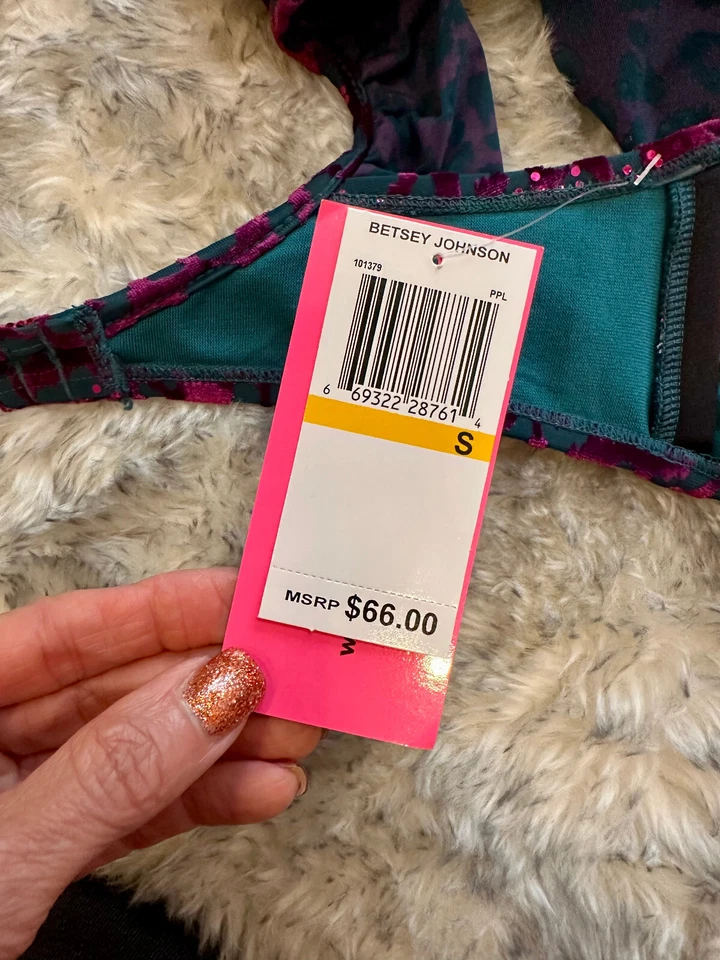 BETSEY JOHNSON
101379
PPL
6 69322 28761 4
S
MSRP $66.00